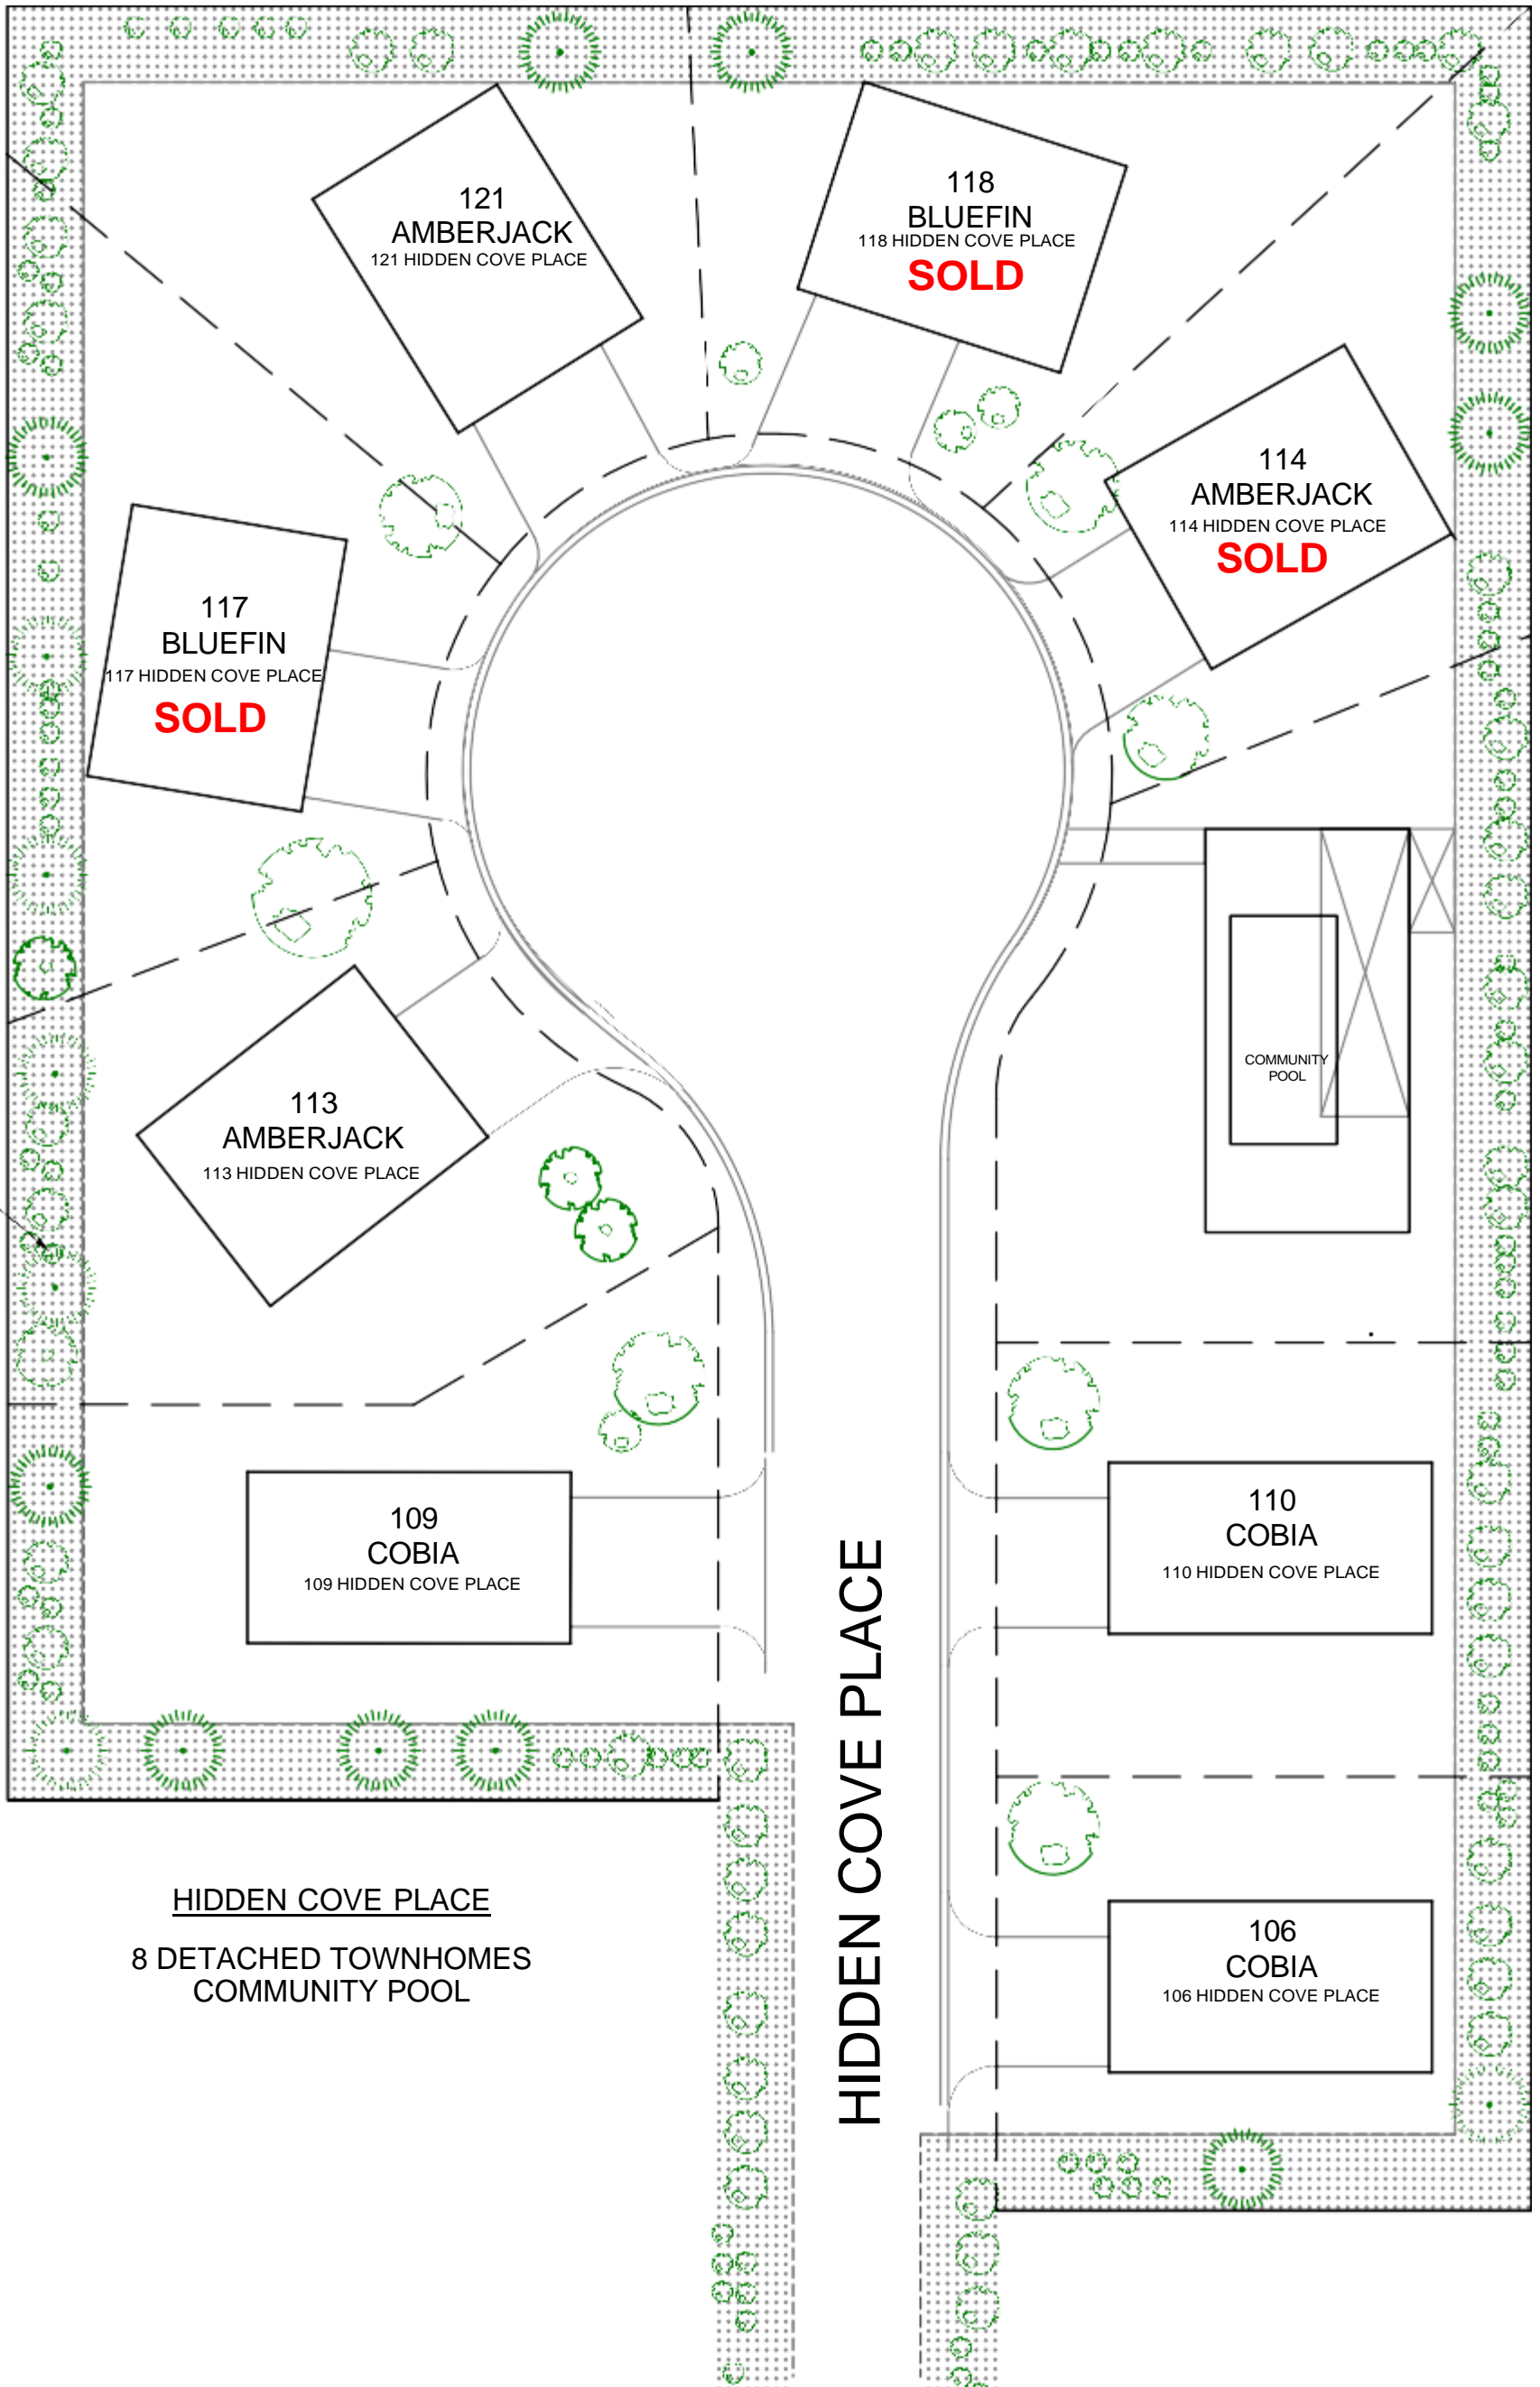 121
AMBERJACK
121 HIDDEN COVE PLACE
118
BLUEFIN
118 HIDDEN COVE PLACE
SOLD
114
AMBERJACK
114 HIDDEN COVE PLACE
SOLD
117
BLUEFIN
117 HIDDEN COVE PLACE
SOLD
COMMUNITY
POOL
113
AMBERJACK
113 HIDDEN COVE PLACE
109
COBIA
109 HIDDEN COVE PLACE
110
COBIA
110 HIDDEN COVE PLACE
HIDDEN COVE PLACE
106
COBIA
106 HIDDEN COVE PLACE
HIDDEN COVE PLACE
8 DETACHED TOWNHOMES
COMMUNITY POOL